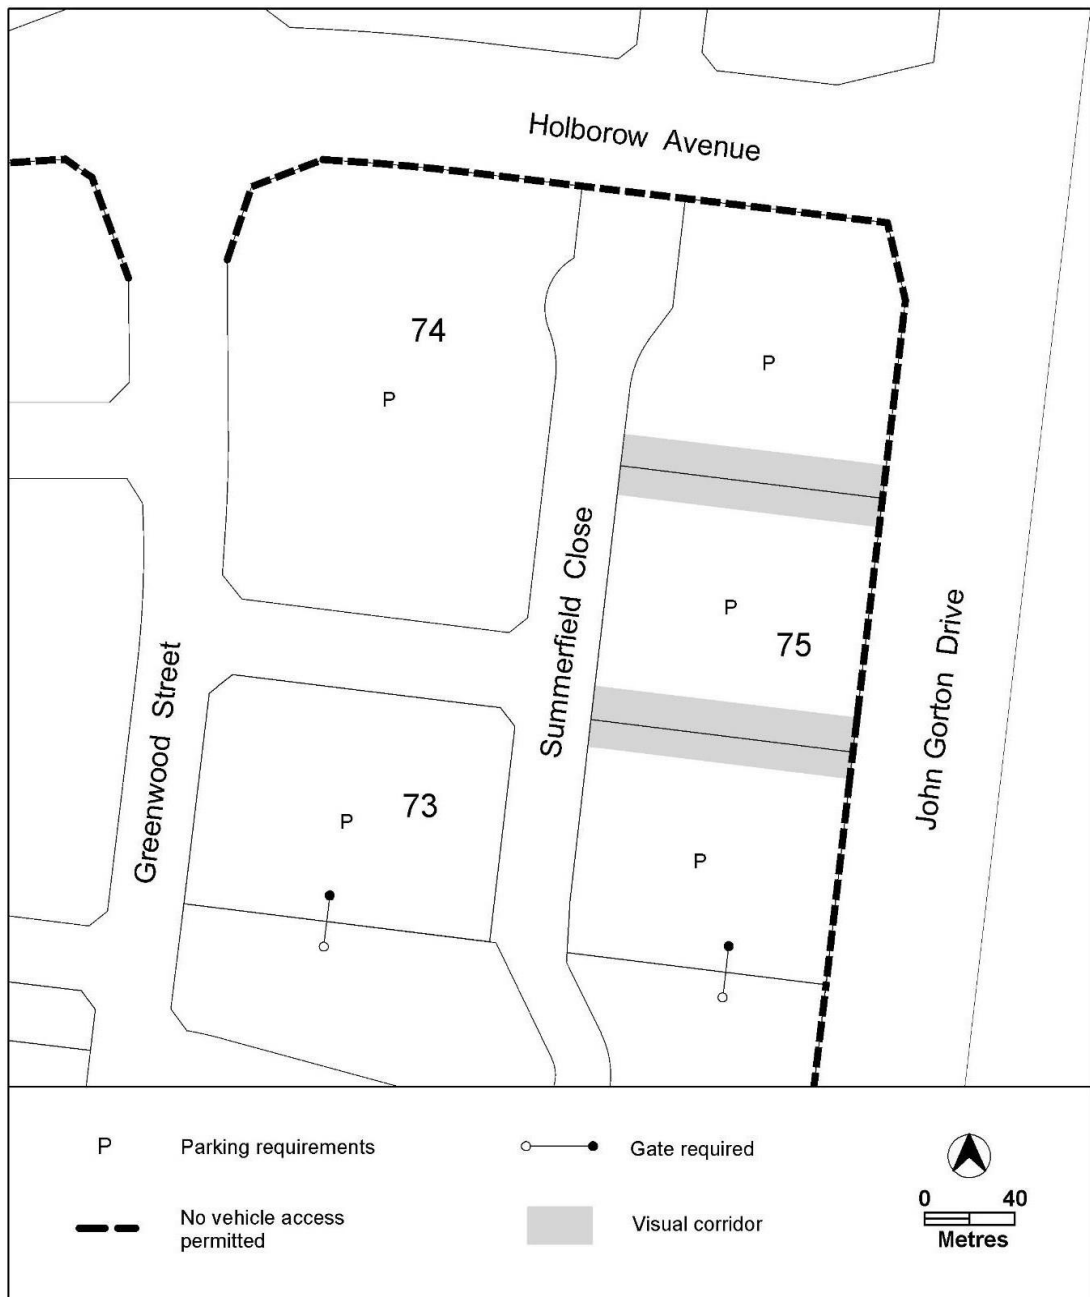 Holborow Avenue
74
P
P
Summerfield Close
P
75
John Gorton Drive
Greenwood Street
73
P
P
P Parking requirements
Gate required
No vehicle access
permitted
Visual corridor
0 40
Metres